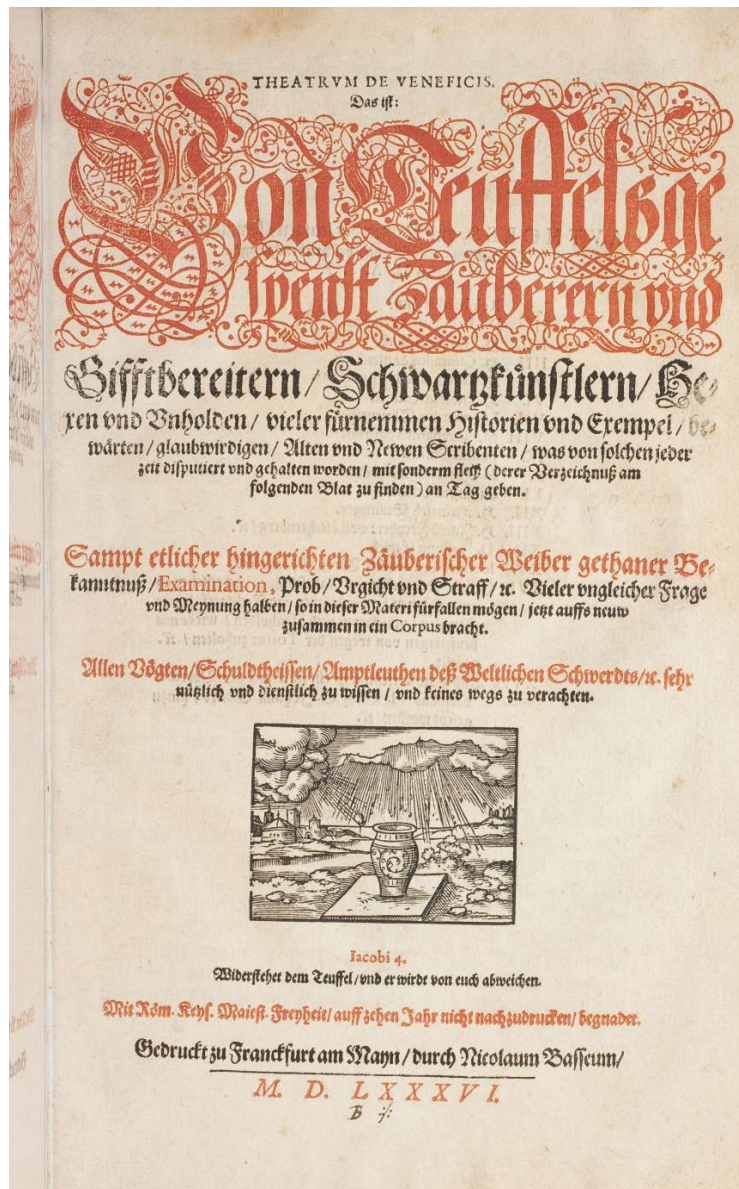 THEATRVM DE VENEFICIS.
Das ist:
Von Teuffelsge
spenst Zauberern vnd
Gifftbereitern / Schwartzkünstlern / He-
xen vnd Vnholden / vieler fürnemmen Historien vnd Exempel / be-
wärten / glaubwirdigen / Alten vnd Newen Scribenten / was von solchen jeder
zeit disputiert vnd gehalten worden / mit sonderm fleiß (derer Verzeichnuß am
folgenden Blat zu finden) an Tag geben.
Sampt etlicher hingerichten Zäuberischer Weiber gethaner Be-
kanntnuß / Examination, Prob / Vrgicht vnd Straff / ꝛc. Vieler vngleicher Frage
vnd Meynung halben / so in dieser Materi fürfallen mögen / jetzt auffs neuw
zusammen in ein Corpus bracht.
Allen Vögten / Schuldtheissen / Amptleuthen deß Weltlichen Schwerdts / ꝛc. sehr
nützlich vnd dienstlich zu wissen / vnd keines wegs zu verachten.
Iacobi 4.
Widerstehet dem Teuffel / vnd er wirdt von euch abweichen.
Mit Röm. Keys. Maiest. Freyheit / auff zehen Jahr nicht nachzudrucken / begnadet.
Gedruckt zu Franckfurt am Mayn / durch Nicolaum Basseum /
M. D. LXXXVI.